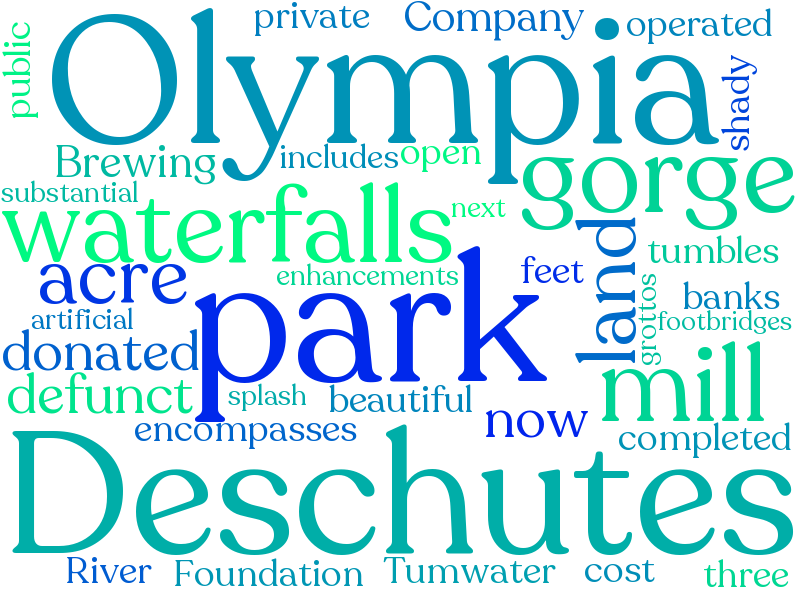 private Company operated
public Olympia shady
Brewing includes open gorge
substantial waterfalls next land tumbles
acre enhancements feet grottos banks
artificial park footbridges
donated mill
defunct splash beautiful now
encompasses completed
Deschutes
River Foundation Tumwater cost three